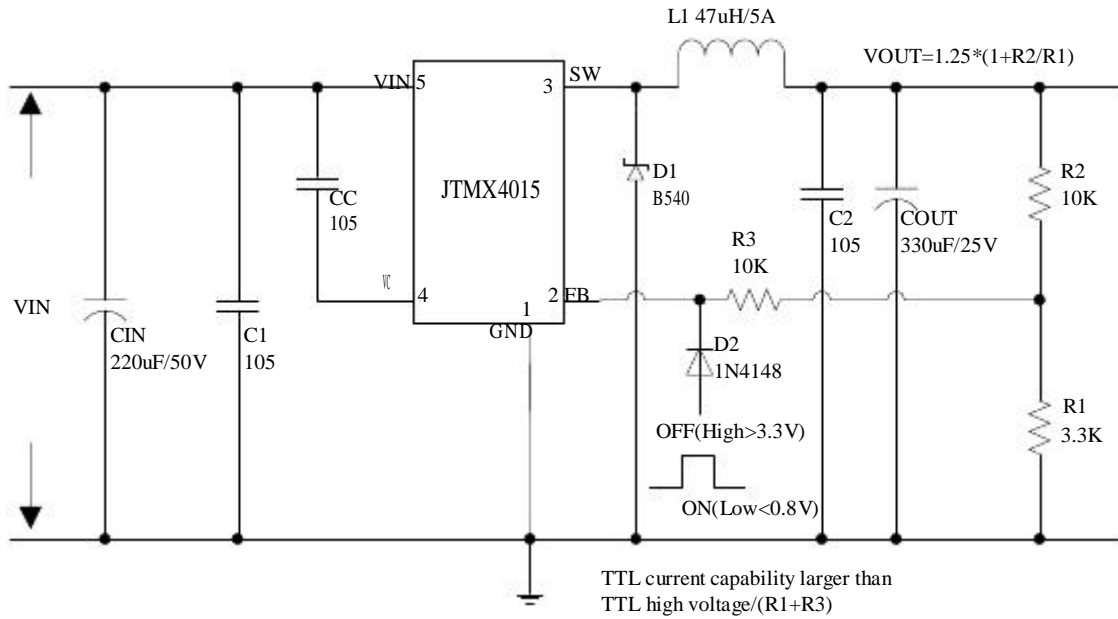 L1 47uH/5A
VOUT=1.25*(1+R2/R1)
VIN 5
3 SW
JTMX4015
CC
105
VC
4
1
GND
2 FB
D1
B540
R3
10K
C2
105
COUT
330uF/25V
R2
10K
VIN
CIN
220uF/50V
C1
105
D2
1N4148
OFF(High>3.3V)
ON(Low<0.8V)
R1
3.3K
TTL current capability larger than
TTL high voltage/(R1+R3)